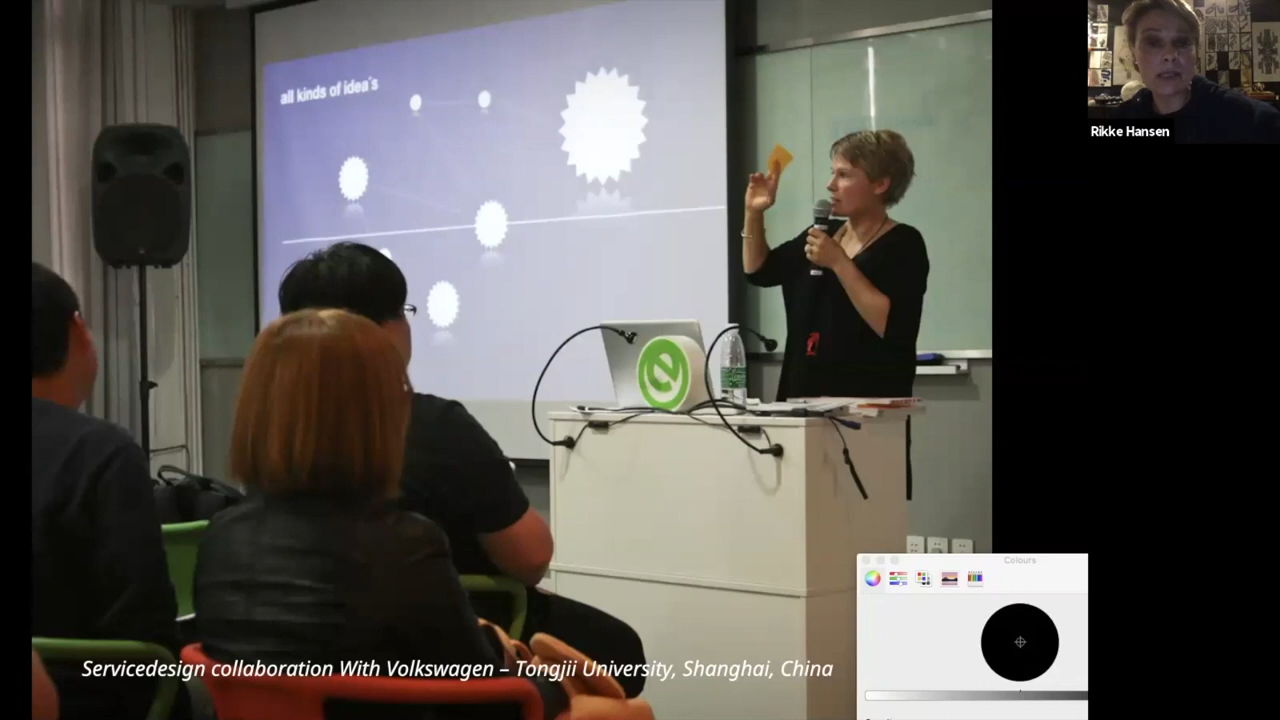 all kinds of idea's
Rikke Hansen
Colours
Servicedesign collaboration With Volkswagen – Tongjii University, Shanghai, China